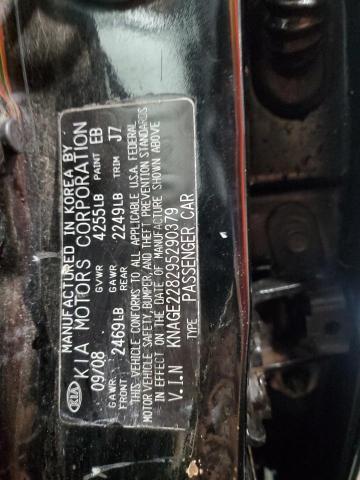 MANUFACTURED IN KOREA BY
KIA KIA MOTORS CORPORATION
09/08 GVWR 4255LB PAINT EB
GAWR FRONT 2469LB GAWR REAR 2249LB TRIM J7
THIS VEHICLE CONFORMS TO ALL APPLICABLE U.S.A. FEDERAL
MOTOR VEHICLE SAFETY, BUMPER, AND THEFT PREVENTION STANDARDS
IN EFFECT ON THE DATE OF MANUFACTURE SHOWN ABOVE
V.I.N KNAGE228295290379
TYPE PASSENGER CAR